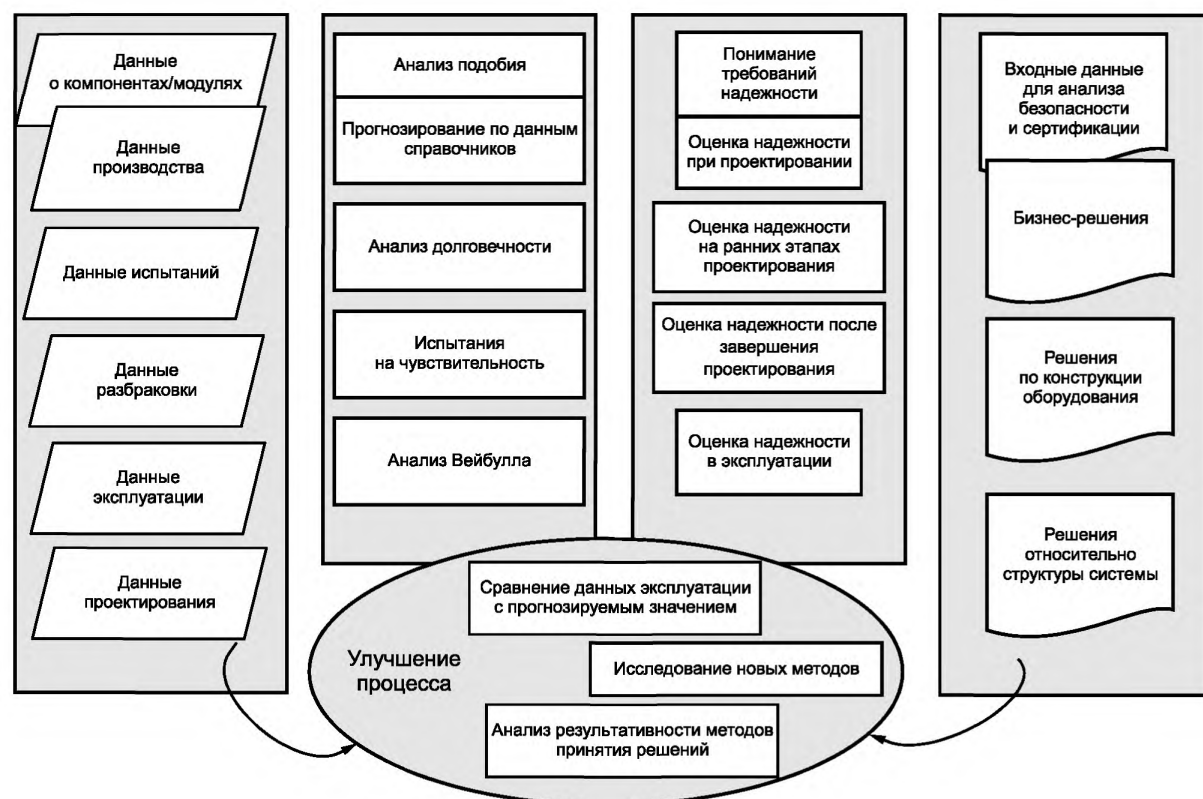 Данные
о компонентах/модулях
Данные
производства
Данные испытаний
Данные
разбраковки
Данные
эксплуатации
Данные
проектирования
Анализ подобия
Прогнозирование по данным
справочников
Анализ долговечности
Испытания
на чувствительность
Анализ Вейбулла
Понимание
требований
надежности
Оценка надежности
при проектировании
Оценка надежности
на ранних этапах
проектирования
Оценка надежности после
завершения
проектирования
Оценка надежности
в эксплуатации
Входные данные
для анализа
безопасности
и сертификации
Бизнес-решения
Решения
по конструкции
оборудования
Решения
относительно
структуры системы
Улучшение
процесса
Сравнение данных эксплуатации
с прогнозируемым значением
Исследование новых методов
Анализ результативности методов
принятия решений